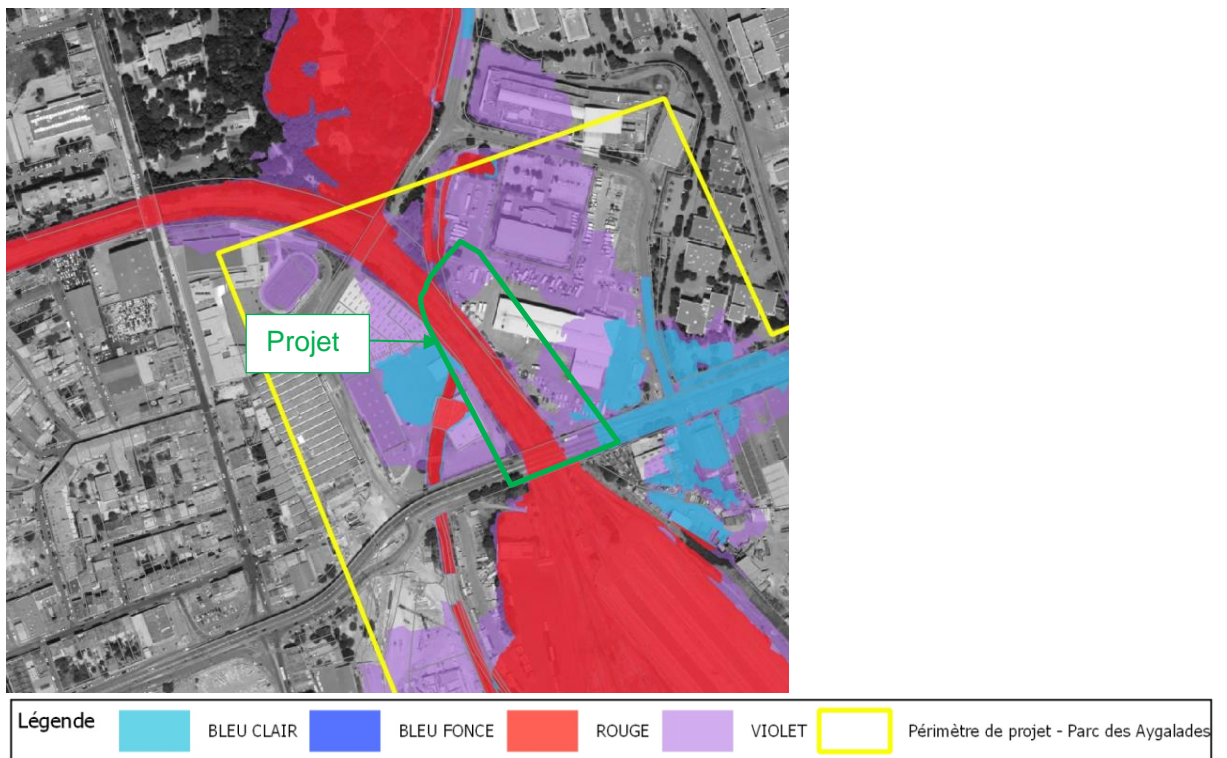 Projet
Légende
BLEU CLAIR
BLEU FONCE
ROUGE
VIOLET
Périmètre de projet - Parc des Aygalades